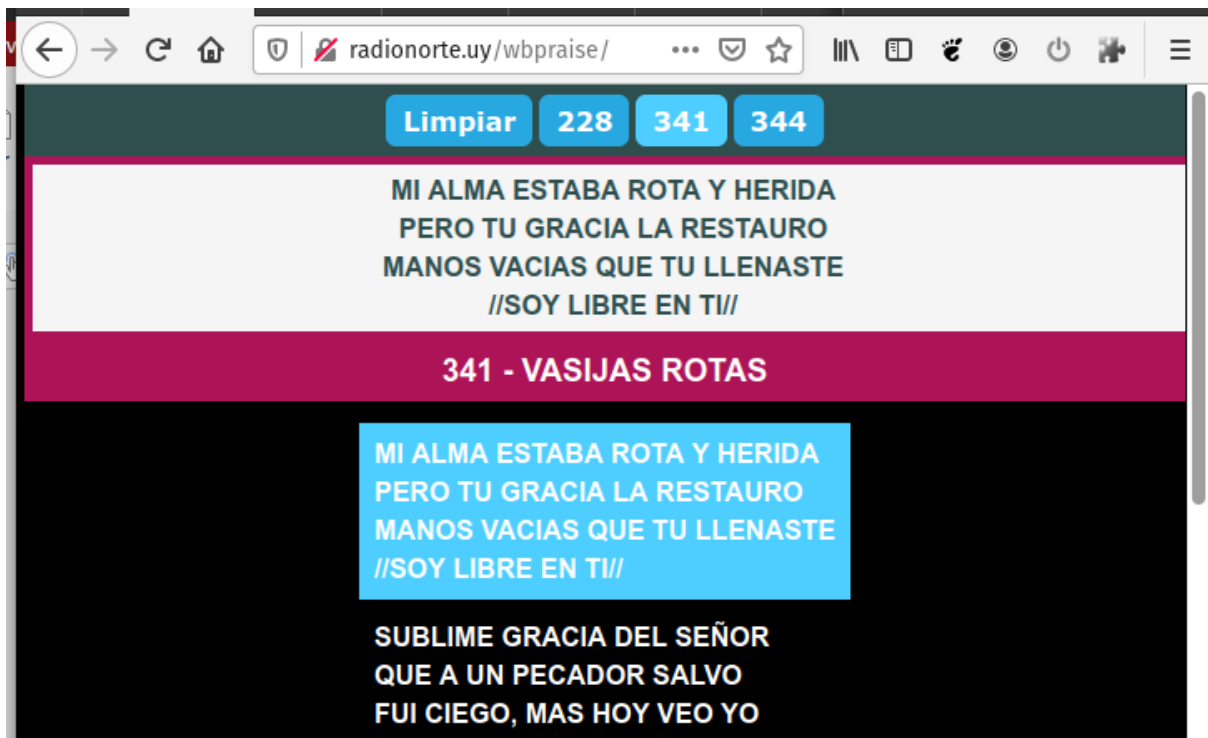 radionorte.uy/wbpraise/
Limpiar 228 341 344
MI ALMA ESTABA ROTA Y HERIDA
PERO TU GRACIA LA RESTAURO
MANOS VACIAS QUE TU LLENASTE
//SOY LIBRE EN TI//
341 - VASIJAS ROTAS
MI ALMA ESTABA ROTA Y HERIDA
PERO TU GRACIA LA RESTAURO
MANOS VACIAS QUE TU LLENASTE
//SOY LIBRE EN TI//
SUBLIME GRACIA DEL SEÑOR
QUE A UN PECADOR SALVO
FUI CIEGO, MAS HOY VEO YO